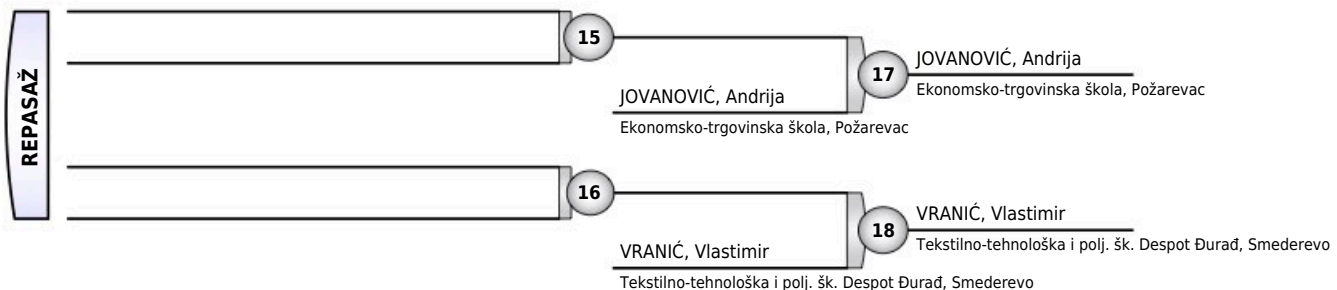 REPASAŽ
15
JOVANOVIĆ, Andrija
Ekonomsko-trgovinska škola, Požarevac
17
JOVANOVIĆ, Andrija
Ekonomsko-trgovinska škola, Požarevac
16
VRANIĆ, Vlastimir
Tekstilno-tehnološka i polj. šk. Despot Đurađ, Smederevo
18
VRANIĆ, Vlastimir
Tekstilno-tehnološka i polj. šk. Despot Đurađ, Smederevo